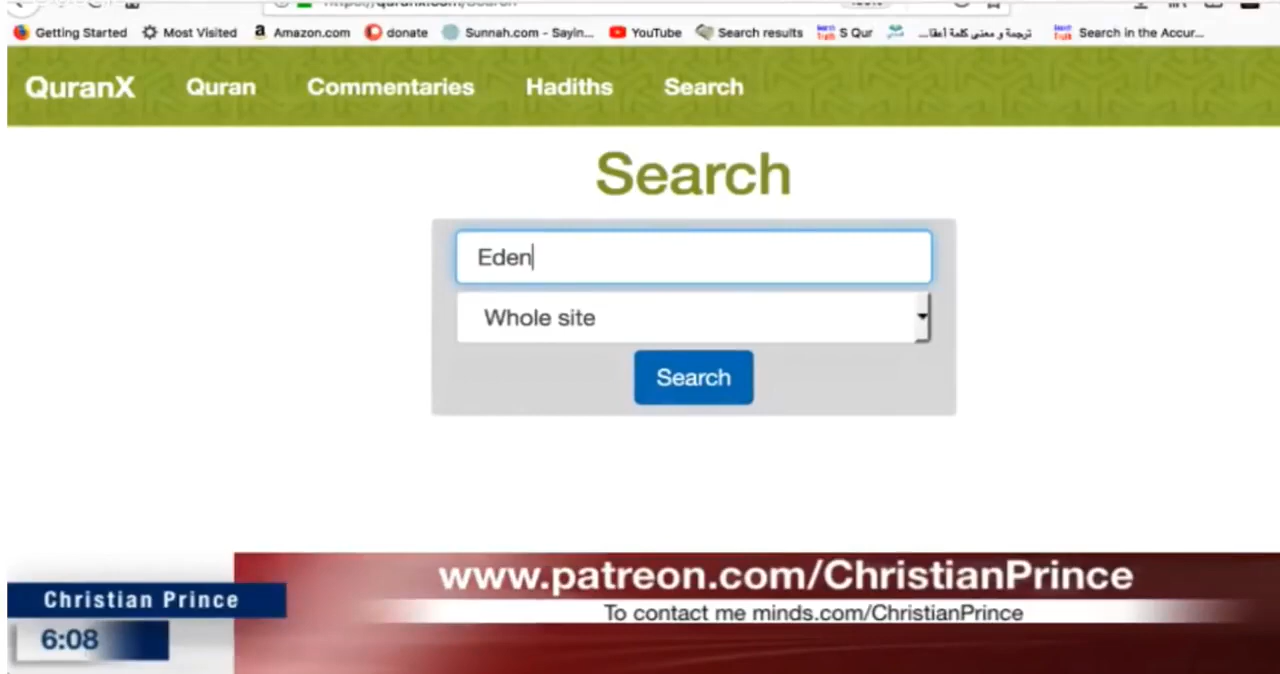 Getting Started Most Visited Amazon.com donate Sunnah.com - Sayin... YouTube Search results S Qur ترجمة و معنى كلمة أعقا... Search in the Accur...
QuranX Quran Commentaries Hadiths Search
Search
Eden
Whole site
Search
www.patreon.com/ChristianPrince
Christian Prince
To contact me minds.com/ChristianPrince
6:08